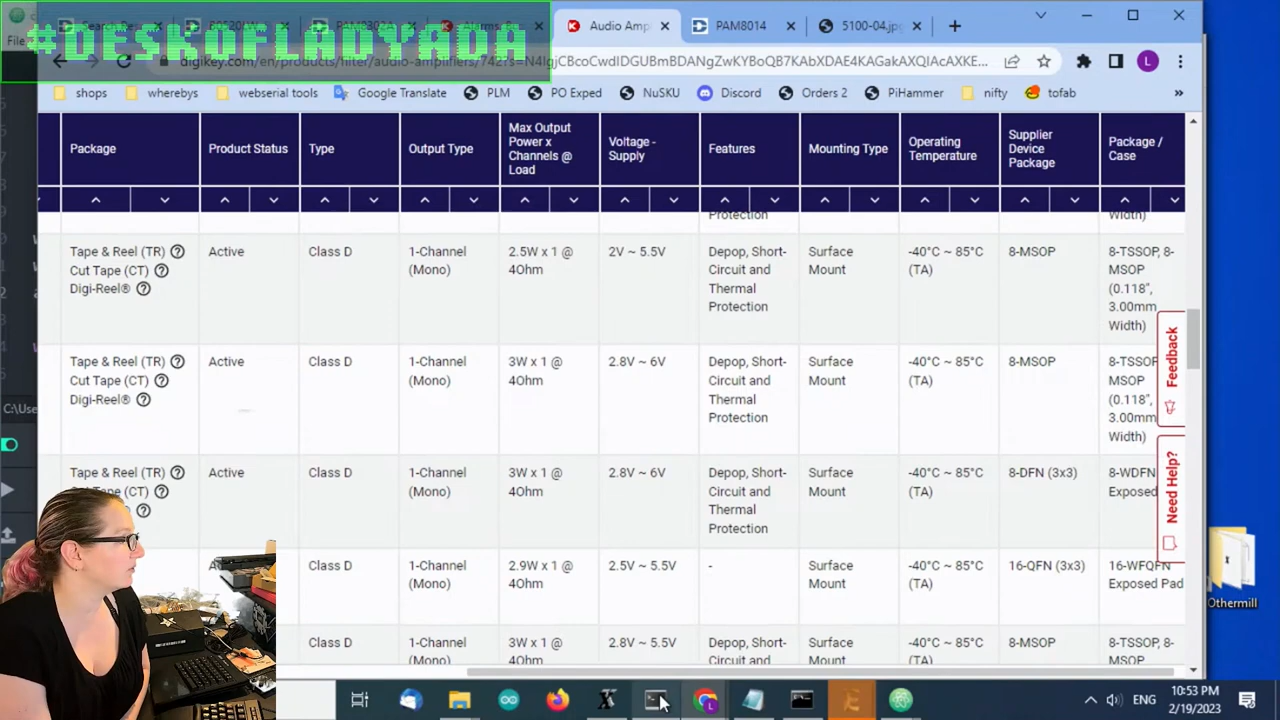 #DESKOFLADYADA
Audio Amp
PAM8014
5100-04.jpg
digikey.com/en/products/filter/audio-amplifiers/742
shops
wherebys
webserial tools
Google Translate
PLM
PO Exped
NuSKU
Discord
Orders 2
PiHammer
nifty
tofab
»
Package
Product Status
Type
Output Type
Max Output Power x Channels @ Load
Voltage - Supply
Features
Mounting Type
Operating Temperature
Supplier Device Package
Package / Case
Protection
Width)
Tape & Reel (TR)
Cut Tape (CT)
Digi-Reel®
Active
Class D
1-Channel (Mono)
2.5W x 1 @ 4Ohm
2V ~ 5.5V
Depop, Short-Circuit and Thermal Protection
Surface Mount
-40°C ~ 85°C (TA)
8-MSOP
8-TSSOP, 8-MSOP (0.118", 3.00mm Width)
Tape & Reel (TR)
Cut Tape (CT)
Digi-Reel®
Active
Class D
1-Channel (Mono)
3W x 1 @ 4Ohm
2.8V ~ 6V
Depop, Short-Circuit and Thermal Protection
Surface Mount
-40°C ~ 85°C (TA)
8-MSOP
8-TSSOP MSOP (0.118", 3.00mm Width)
Tape & Reel (TR)
Tape (CT)
Active
Class D
1-Channel (Mono)
3W x 1 @ 4Ohm
2.8V ~ 6V
Depop, Short-Circuit and Thermal Protection
Surface Mount
-40°C ~ 85°C (TA)
8-DFN (3x3)
8-WDFN Exposed
Class D
1-Channel (Mono)
2.9W x 1 @ 4Ohm
2.5V ~ 5.5V
-
Surface Mount
-40°C ~ 85°C (TA)
16-QFN (3x3)
16-WFQFN Exposed Pad
Class D
1-Channel (Mono)
3W x 1 @ 4Ohm
2.8V ~ 5.5V
Depop, Short-Circuit and
Surface Mount
-40°C ~ 85°C (TA)
8-MSOP
8-TSSOP, 8-MSOP
Feedback
Need Help?
Othermill
C:\Use
ENG
10:53 PM
2/19/2023